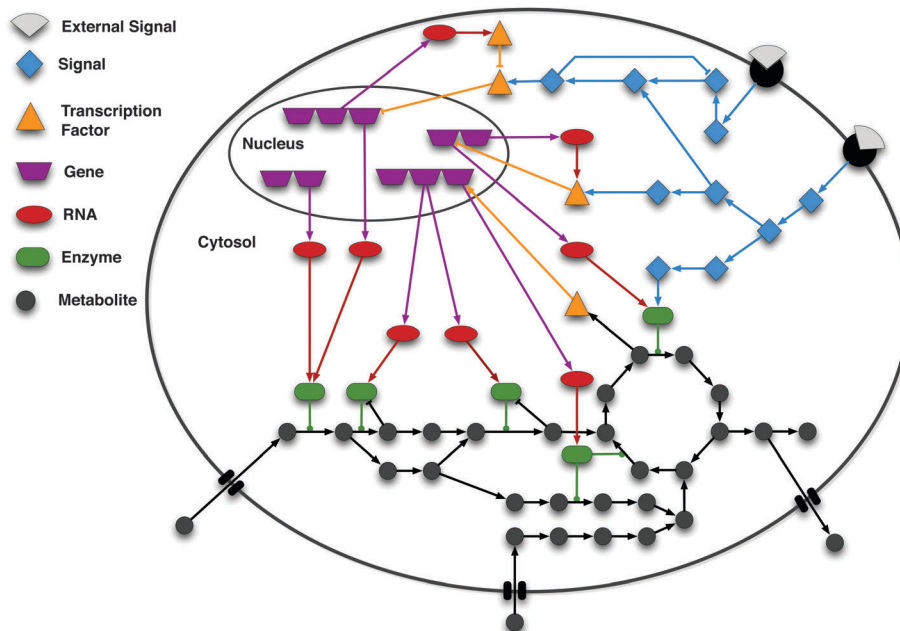 External Signal
Signal
Transcription
Factor
Gene
RNA
Enzyme
Metabolite
Nucleus
Cytosol